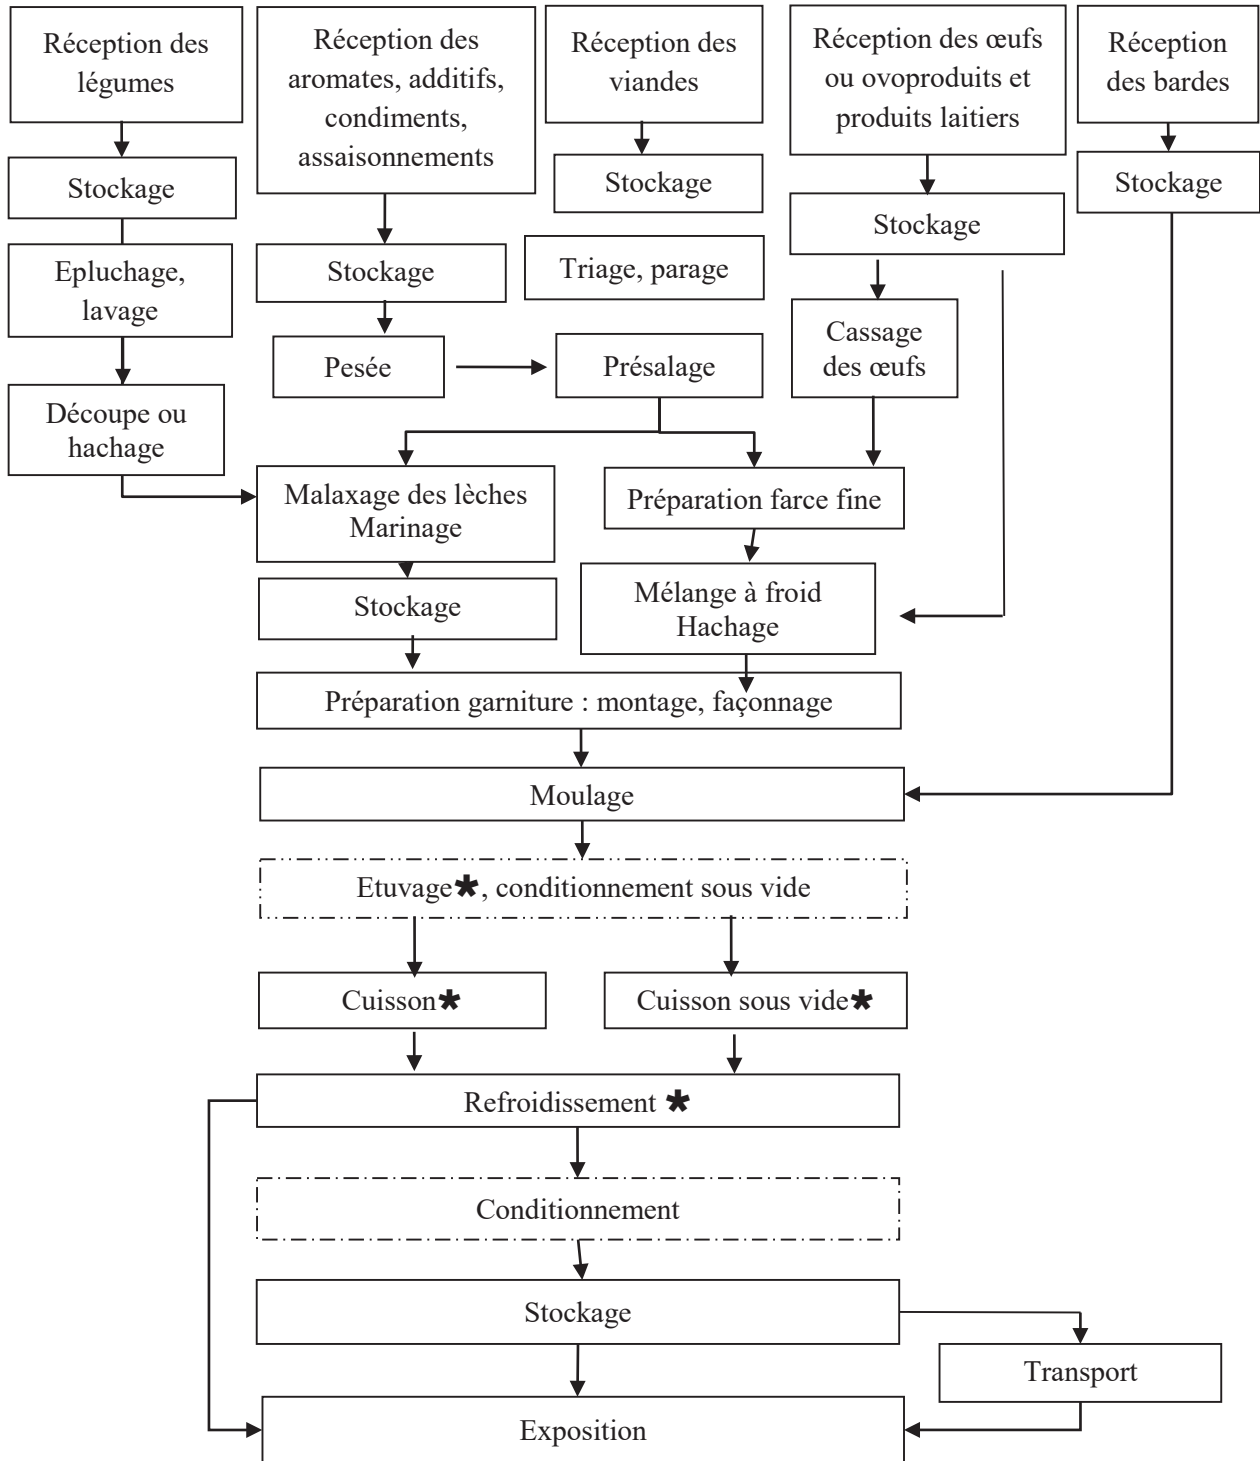 Réception des
légumes
Réception des
aromates, additifs,
condiments,
assaisonnements
Réception des
viandes
Réception des œufs
ou ovoproduits et
produits laitiers
Réception
des bardes
Stockage
Stockage
Stockage
Stockage
Stockage
Epluchage,
lavage
Triage, parage
Pesée
Présalage
Cassage
des œufs
Découpe ou
hachage
Malaxage des lèches
Marinage
Préparation farce fine
Stockage
Mélange à froid
Hachage
Préparation garniture : montage, façonnage
Moulage
Etuvage*, conditionnement sous vide
Cuisson*
Cuisson sous vide*
Refroidissement *
Conditionnement
Stockage
Transport
Exposition